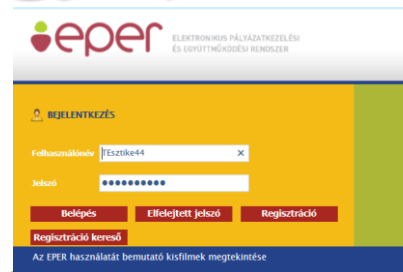 eper
ELEKTRONIKUS PÁLYÁZATKEZELÉSI
ÉS EGYÜTTMŰKÖDÉSI RENDSZER
BEJELENTKEZÉS
Felhasználónév TEsztike44 ×
Jelszó ●●●●●●●●●●
Belépés Elfelejtett jelszó Regisztráció
Regisztráció kereső
Az EPER használatát bemutató kisfilmek megtekintése